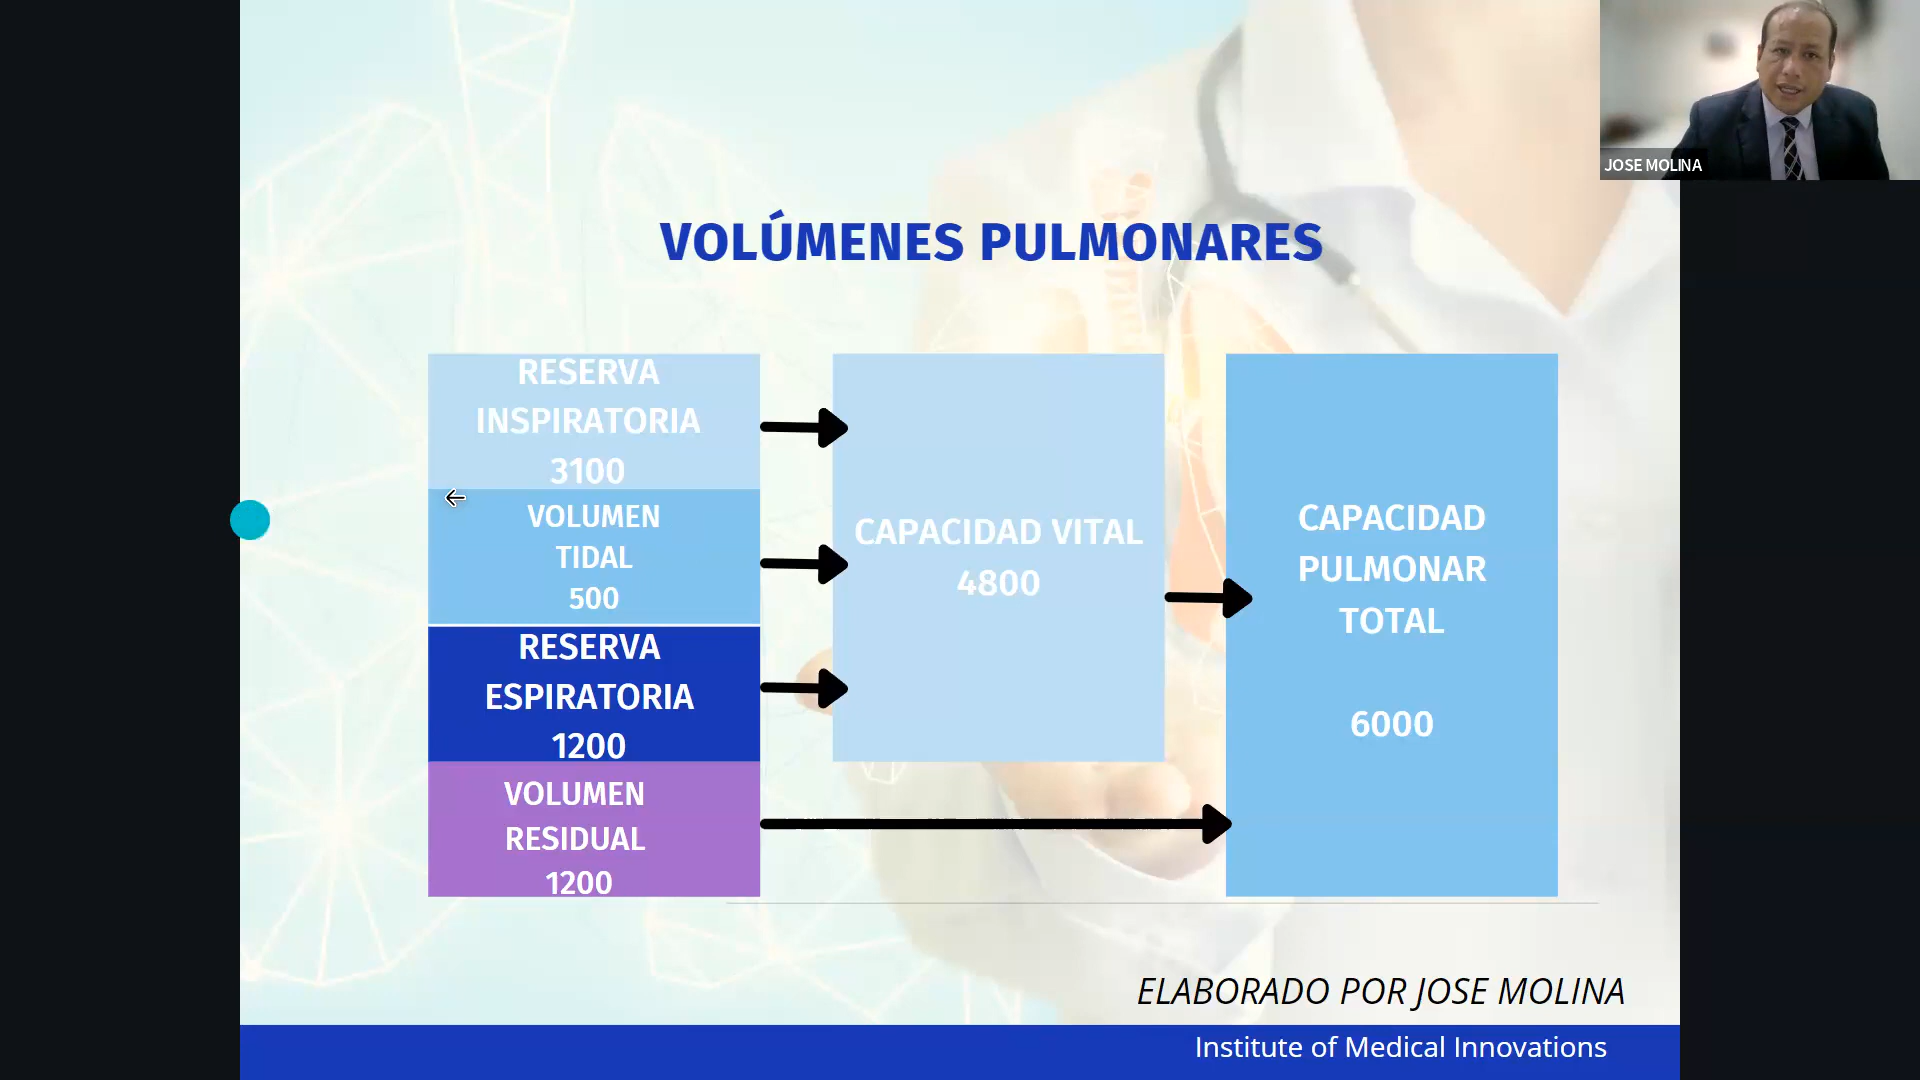 JOSE MOLINA
VOLÚMENES PULMONARES
RESERVA
INSPIRATORIA
3100
VOLUMEN
TIDAL
500
RESERVA
ESPIRATORIA
1200
VOLUMEN
RESIDUAL
1200
CAPACIDAD VITAL
4800
CAPACIDAD
PULMONAR
TOTAL
6000
ELABORADO POR JOSE MOLINA
Institute of Medical Innovations